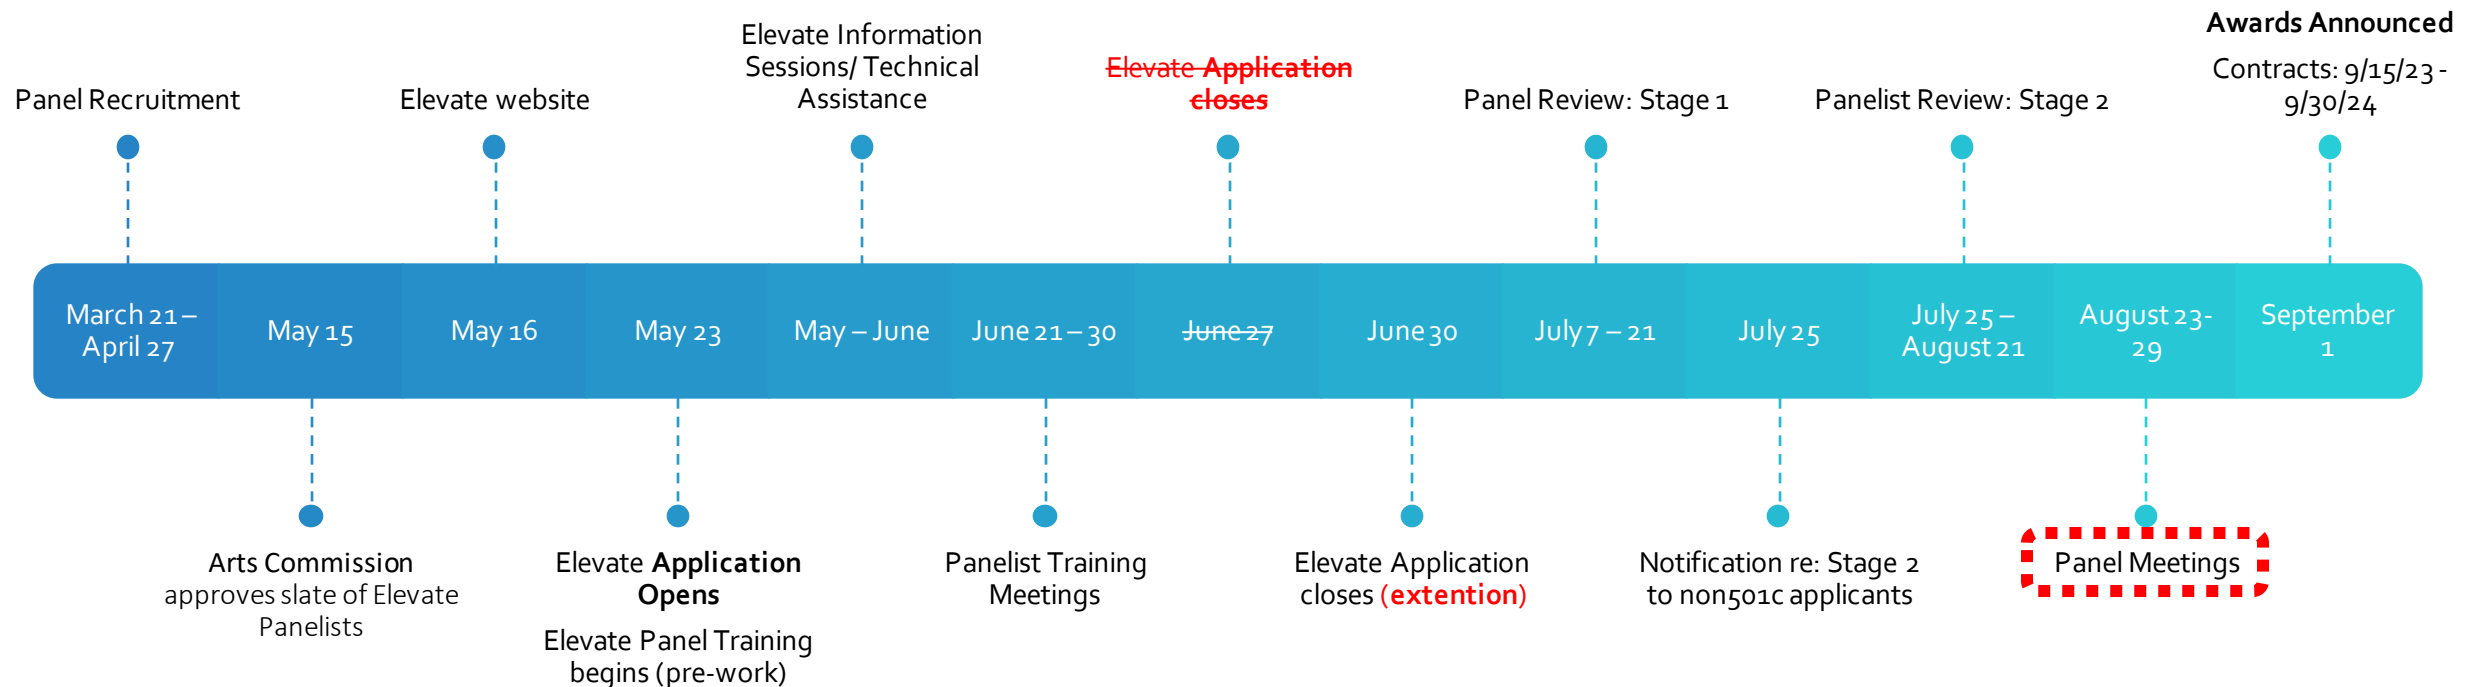 Panel Recruitment
Elevate website
Elevate Information
Sessions/ Technical
Assistance
Elevate Application
closes
Panel Review: Stage 1
Panelist Review: Stage 2
Awards Announced
Contracts: 9/15/23 -
9/30/24
March 21 –
April 27
May 15
May 16
May 23
May – June
June 21 – 30
June 27
June 30
July 7 – 21
July 25
July 25 –
August 21
August 23-
29
September
1
Arts Commission
approves slate of Elevate
Panelists
Elevate Application
Opens
Elevate Panel Training
begins (pre-work)
Panelist Training
Meetings
Elevate Application
closes (extention)
Notification re: Stage 2
to non501c applicants
Panel Meetings